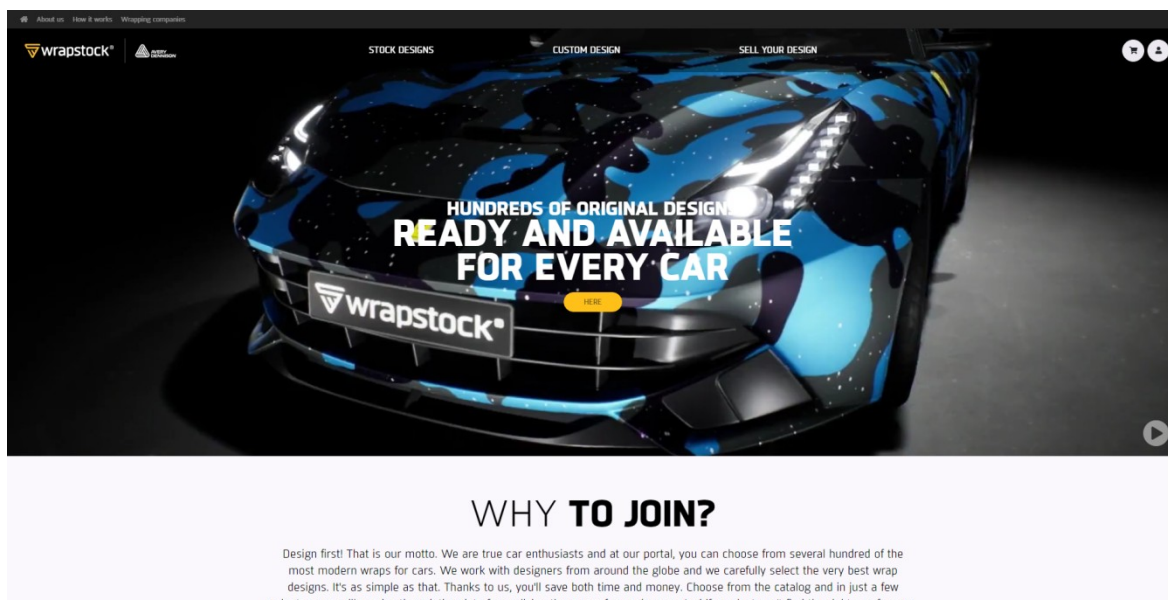 About us How it works Wrapping companies
wrapstock® AVERY DENNISON
STOCK DESIGNS CUSTOM DESIGN SELL YOUR DESIGN
HUNDREDS OF ORIGINAL DESIGN
READY AND AVAILABLE
FOR EVERY CAR
HERE
wrapstock®
WHY TO JOIN?
Design first! That is our motto. We are true car enthusiasts and at our portal, you can choose from several hundred of the
most modern wraps for cars. We work with designers from around the globe and we carefully select the very best wrap
designs. It's as simple as that. Thanks to us, you'll save both time and money. Choose from the catalog and in just a few